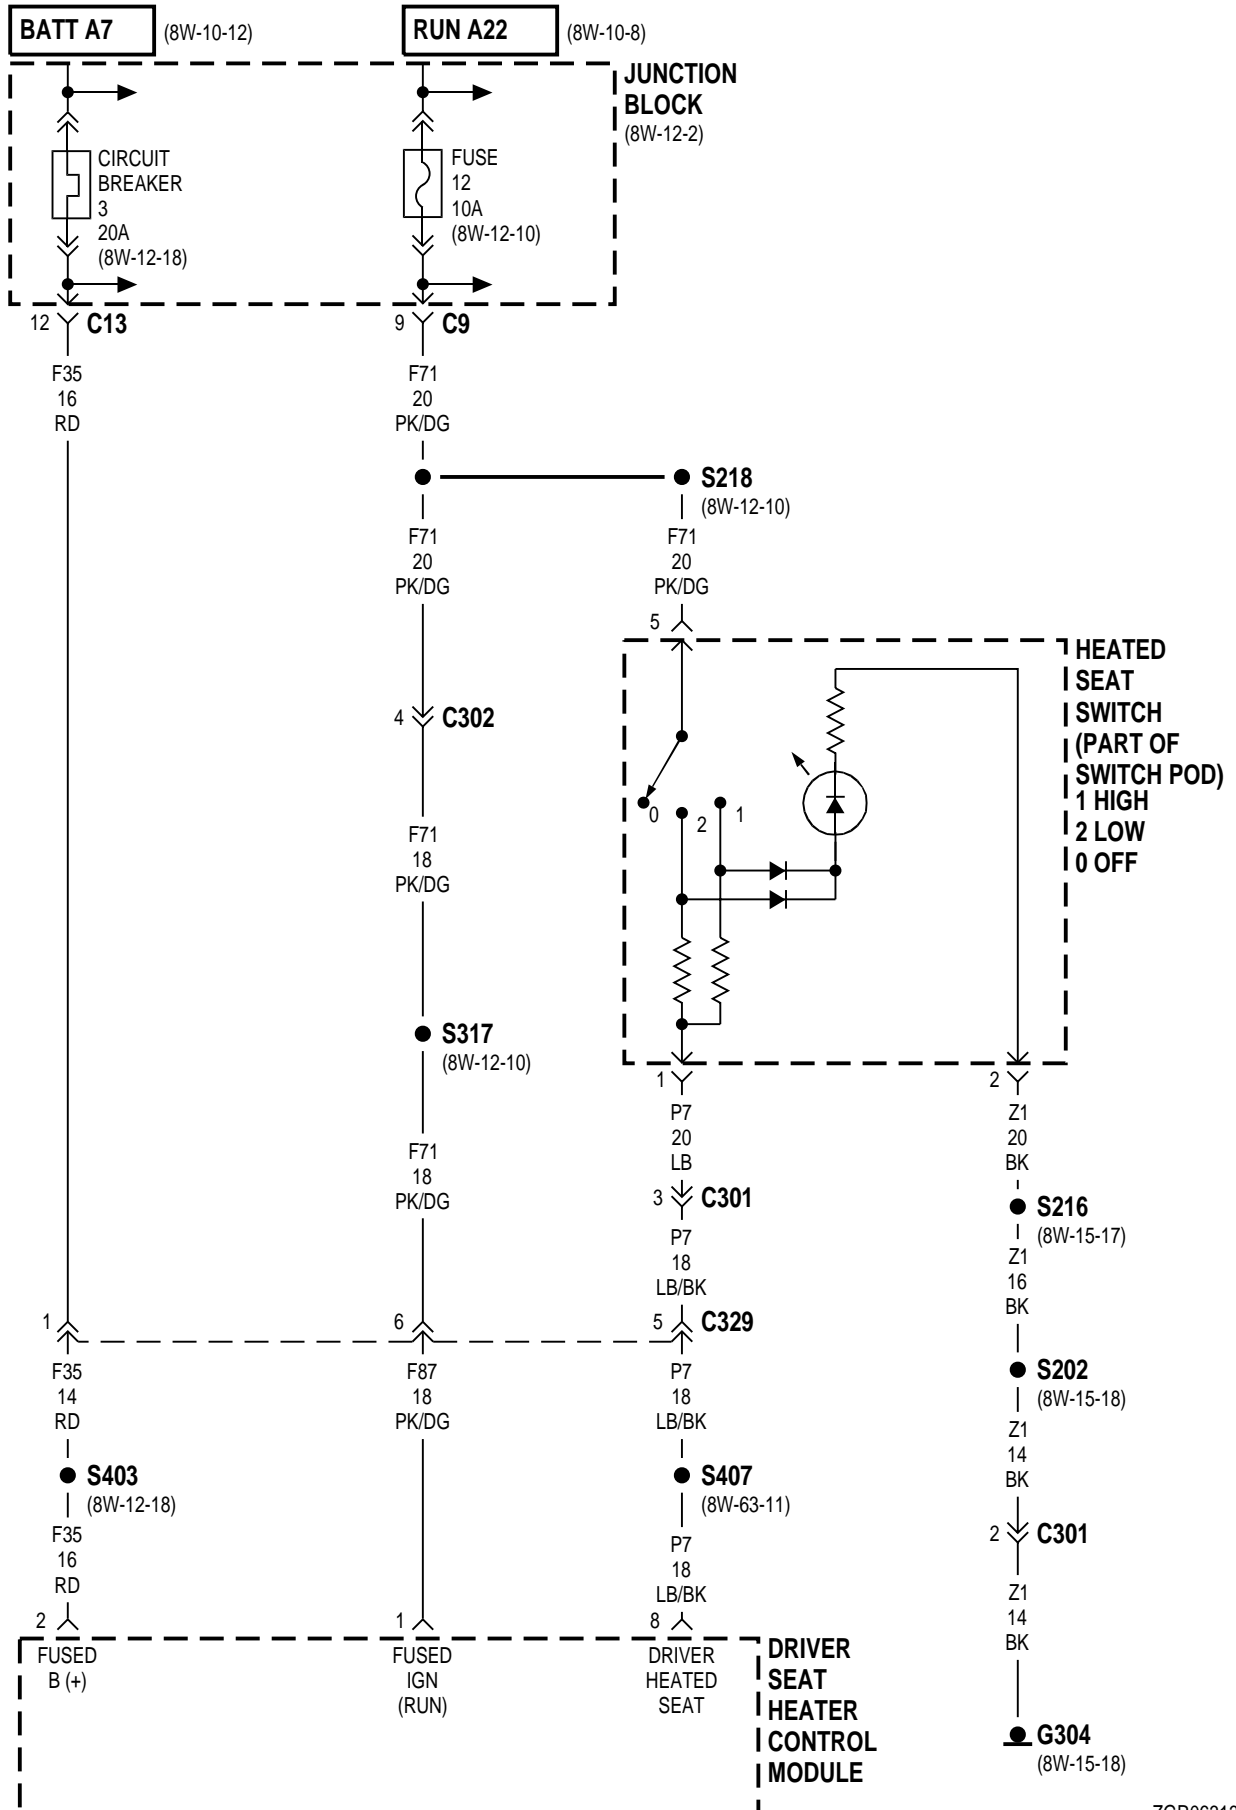 BATT A7
(8W-10-12)
RUN A22
(8W-10-8)
JUNCTION
BLOCK
(8W-12-2)
CIRCUIT
BREAKER
3
20A
(8W-12-18)
FUSE
12
10A
(8W-12-10)
12
C13
9
C9
F35
16
RD
F71
20
PK/DG
S218
(8W-12-10)
F71
20
PK/DG
F71
20
PK/DG
5
HEATED
SEAT
SWITCH
(PART OF
SWITCH POD)
1 HIGH
2 LOW
0 OFF
4
C302
0
2
1
F71
18
PK/DG
S317
(8W-12-10)
1
2
F71
18
PK/DG
P7
20
LB
Z1
20
BK
3
C301
S216
(8W-15-17)
P7
18
LB/BK
Z1
16
BK
1
6
5
C329
F35
14
RD
F87
18
PK/DG
P7
18
LB/BK
S202
(8W-15-18)
Z1
14
BK
S403
(8W-12-18)
S407
(8W-63-11)
F35
16
RD
P7
18
LB/BK
2
C301
Z1
14
BK
2
1
8
FUSED
B (+)
FUSED
IGN
(RUN)
DRIVER
HEATED
SEAT
DRIVER
SEAT
HEATER
CONTROL
MODULE
G304
(8W-15-18)